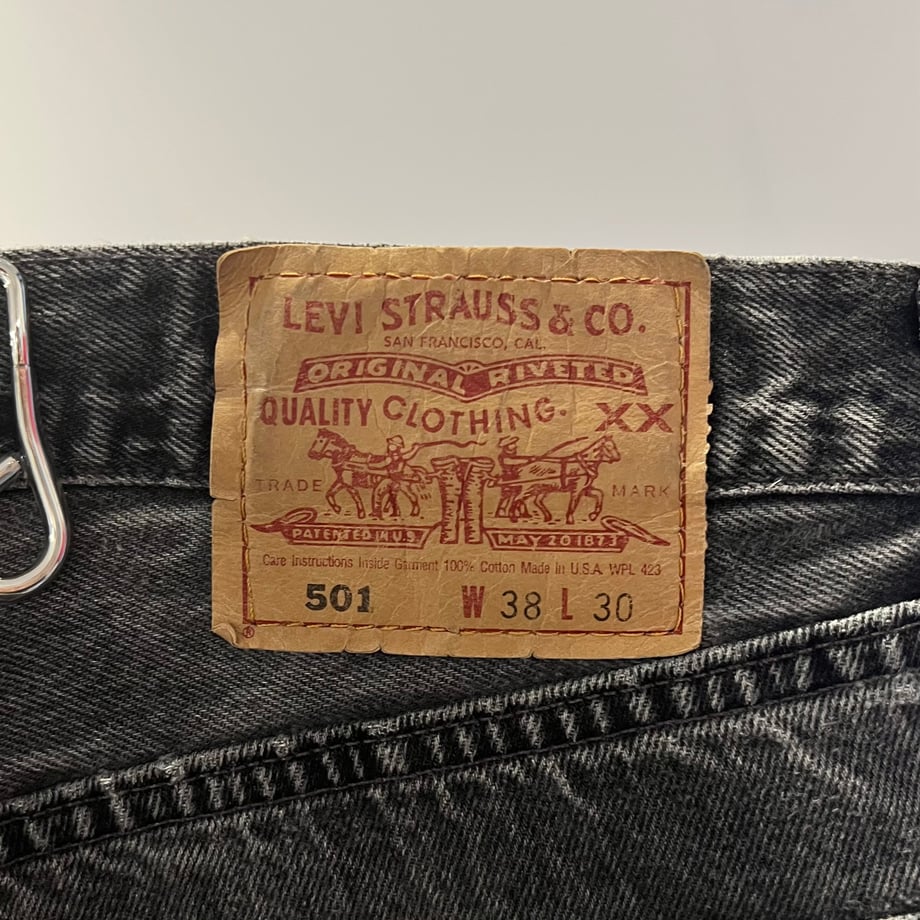 LEVI STRAUSS & CO.
SAN FRANCISCO, CAL.
ORIGINAL RIVETED
QUALITY CLOTHING. XX
TRADE MARK
PATENTED IN U.S. MAY 20 1873
Care Instructions Inside Garment 100% Cotton Made In U.S.A. WPL 423
501 W 38 L 30
®